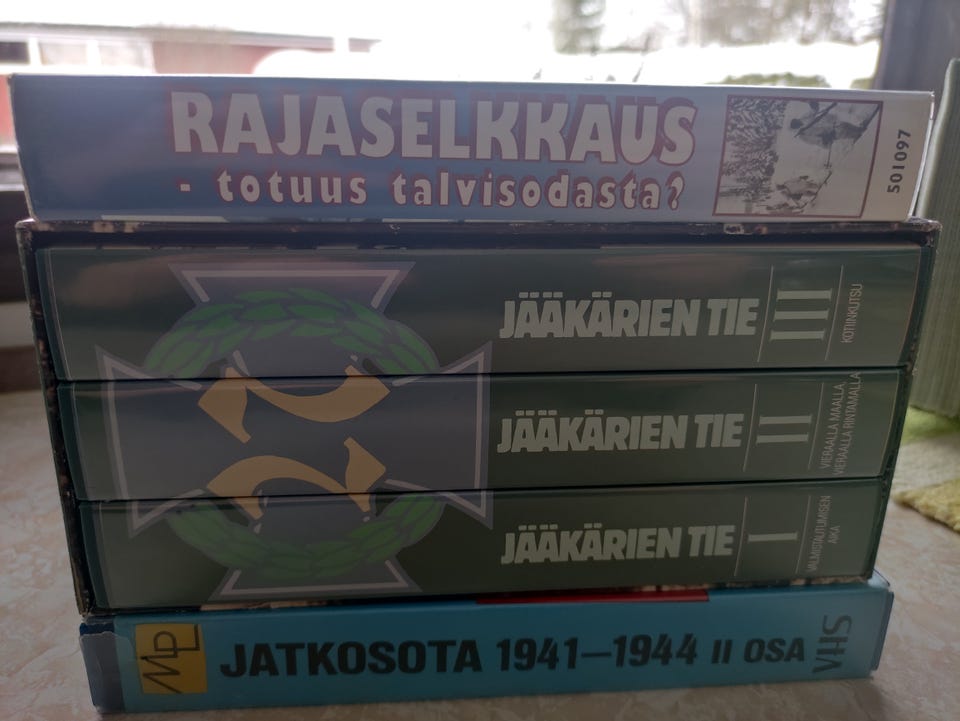 RAJASELKKAUS
- totuus talvisodasta?
501097
JÄÄKÄRIEN TIE
III
KOTIINKUTSU
JÄÄKÄRIEN TIE
II
VIERAALLA MAALLA,
VIERAALLA RINTAMALLA
JÄÄKÄRIEN TIE
I
VALMISTAUTUMISEN
AIKA
MPL
JATKOSOTA 1941–1944 II OSA
VHS